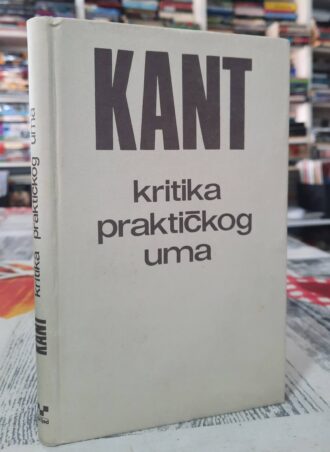 KANT
kritika
praktičkog
uma
KANT kritika praktičkog uma